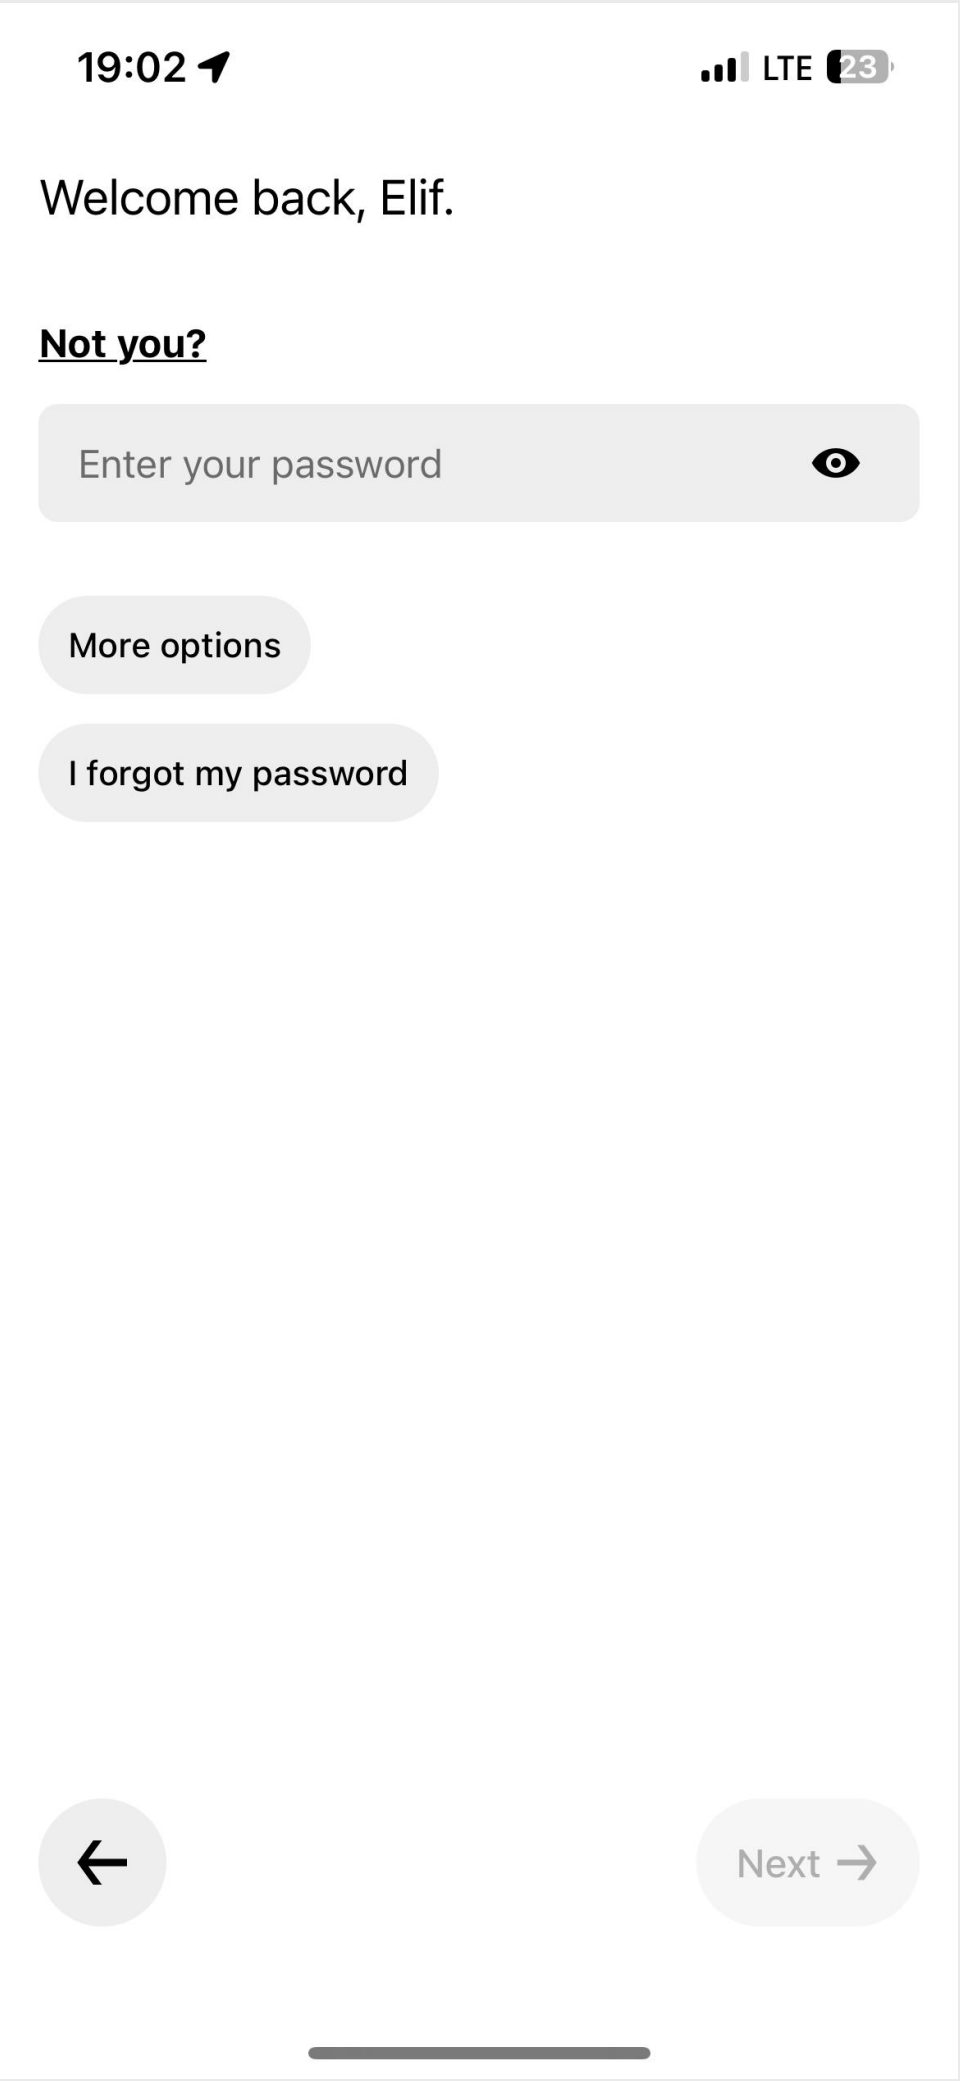 19:02
LTE 23
Welcome back, Elif.
Not you?
Enter your password
More options
I forgot my password
Next